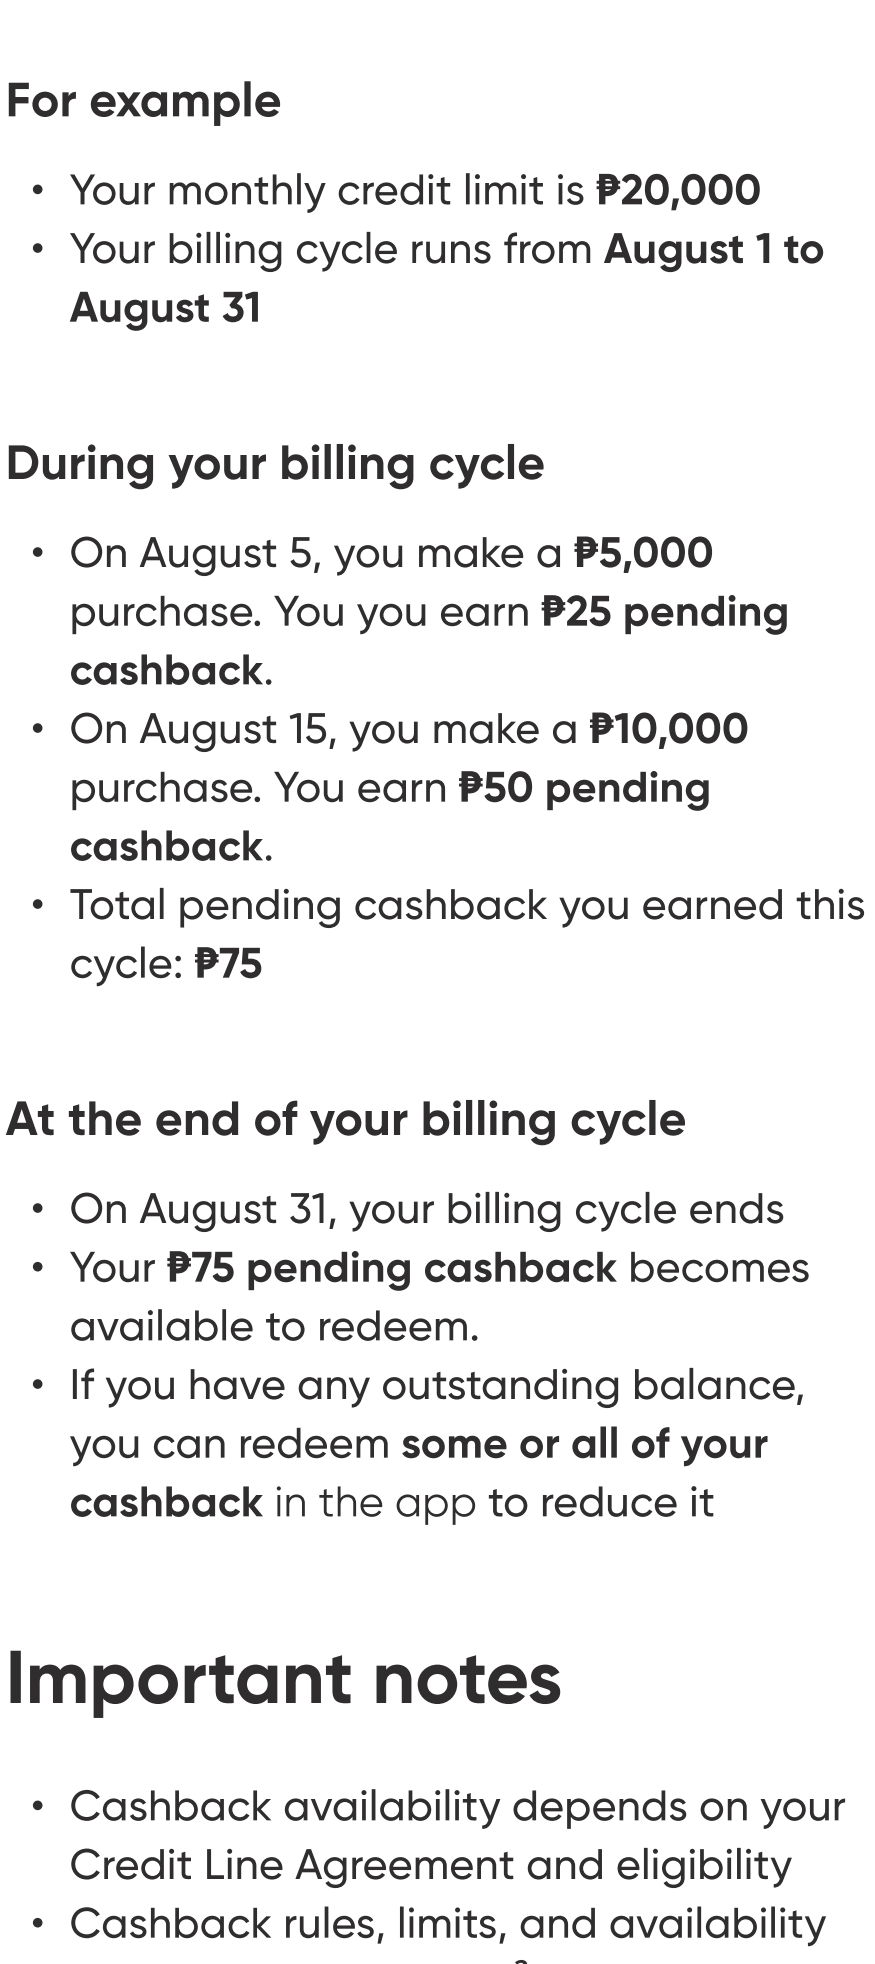 For example
• Your monthly credit limit is ₱20,000
• Your billing cycle runs from August 1 to
August 31
During your billing cycle
• On August 5, you make a ₱5,000
purchase. You you earn ₱25 pending
cashback.
• On August 15, you make a ₱10,000
purchase. You earn ₱50 pending
cashback.
• Total pending cashback you earned this
cycle: ₱75
At the end of your billing cycle
• On August 31, your billing cycle ends
• Your ₱75 pending cashback becomes
available to redeem.
• If you have any outstanding balance,
you can redeem some or all of your
cashback in the app to reduce it
Important notes
• Cashback availability depends on your
Credit Line Agreement and eligibility
• Cashback rules, limits, and availability